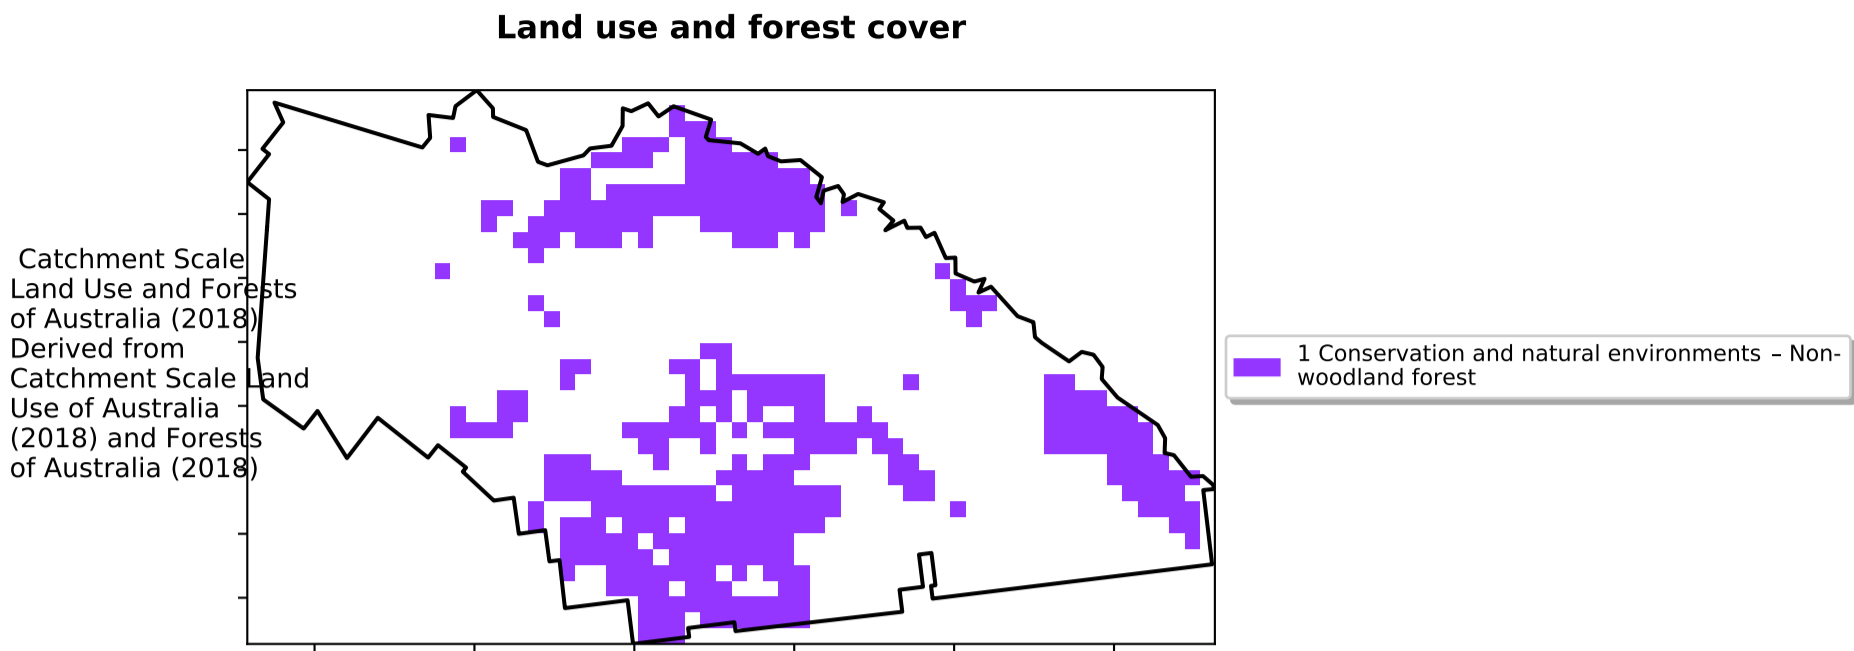 Land use and forest cover
Catchment Scale
Land Use and Forests
of Australia (2018)
Derived from
Catchment Scale Land
Use of Australia
(2018) and Forests
of Australia (2018)
1 Conservation and natural environments – Non-
woodland forest